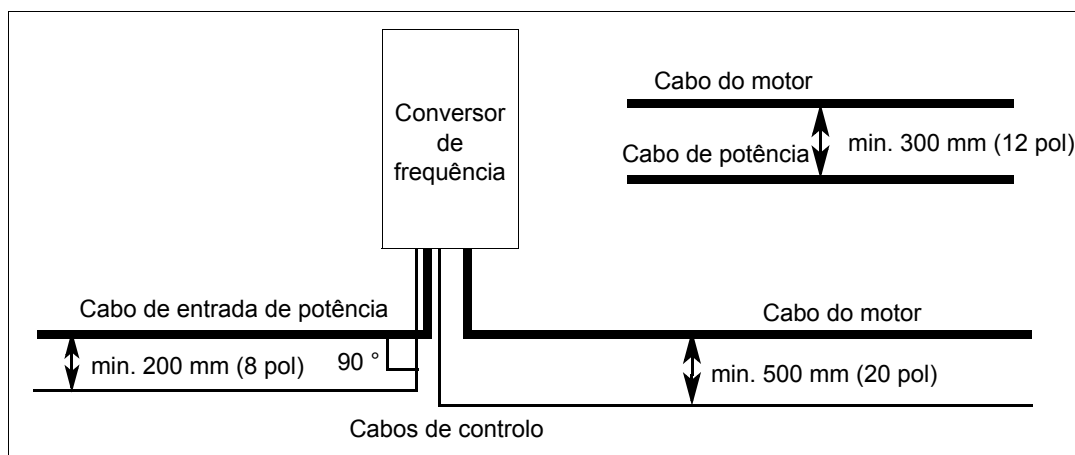 Conversor
de
frequência
Cabo do motor
min. 300 mm (12 pol)
Cabo de potência
Cabo de entrada de potência
min. 200 mm (8 pol)
90 °
Cabo do motor
min. 500 mm (20 pol)
Cabos de controlo